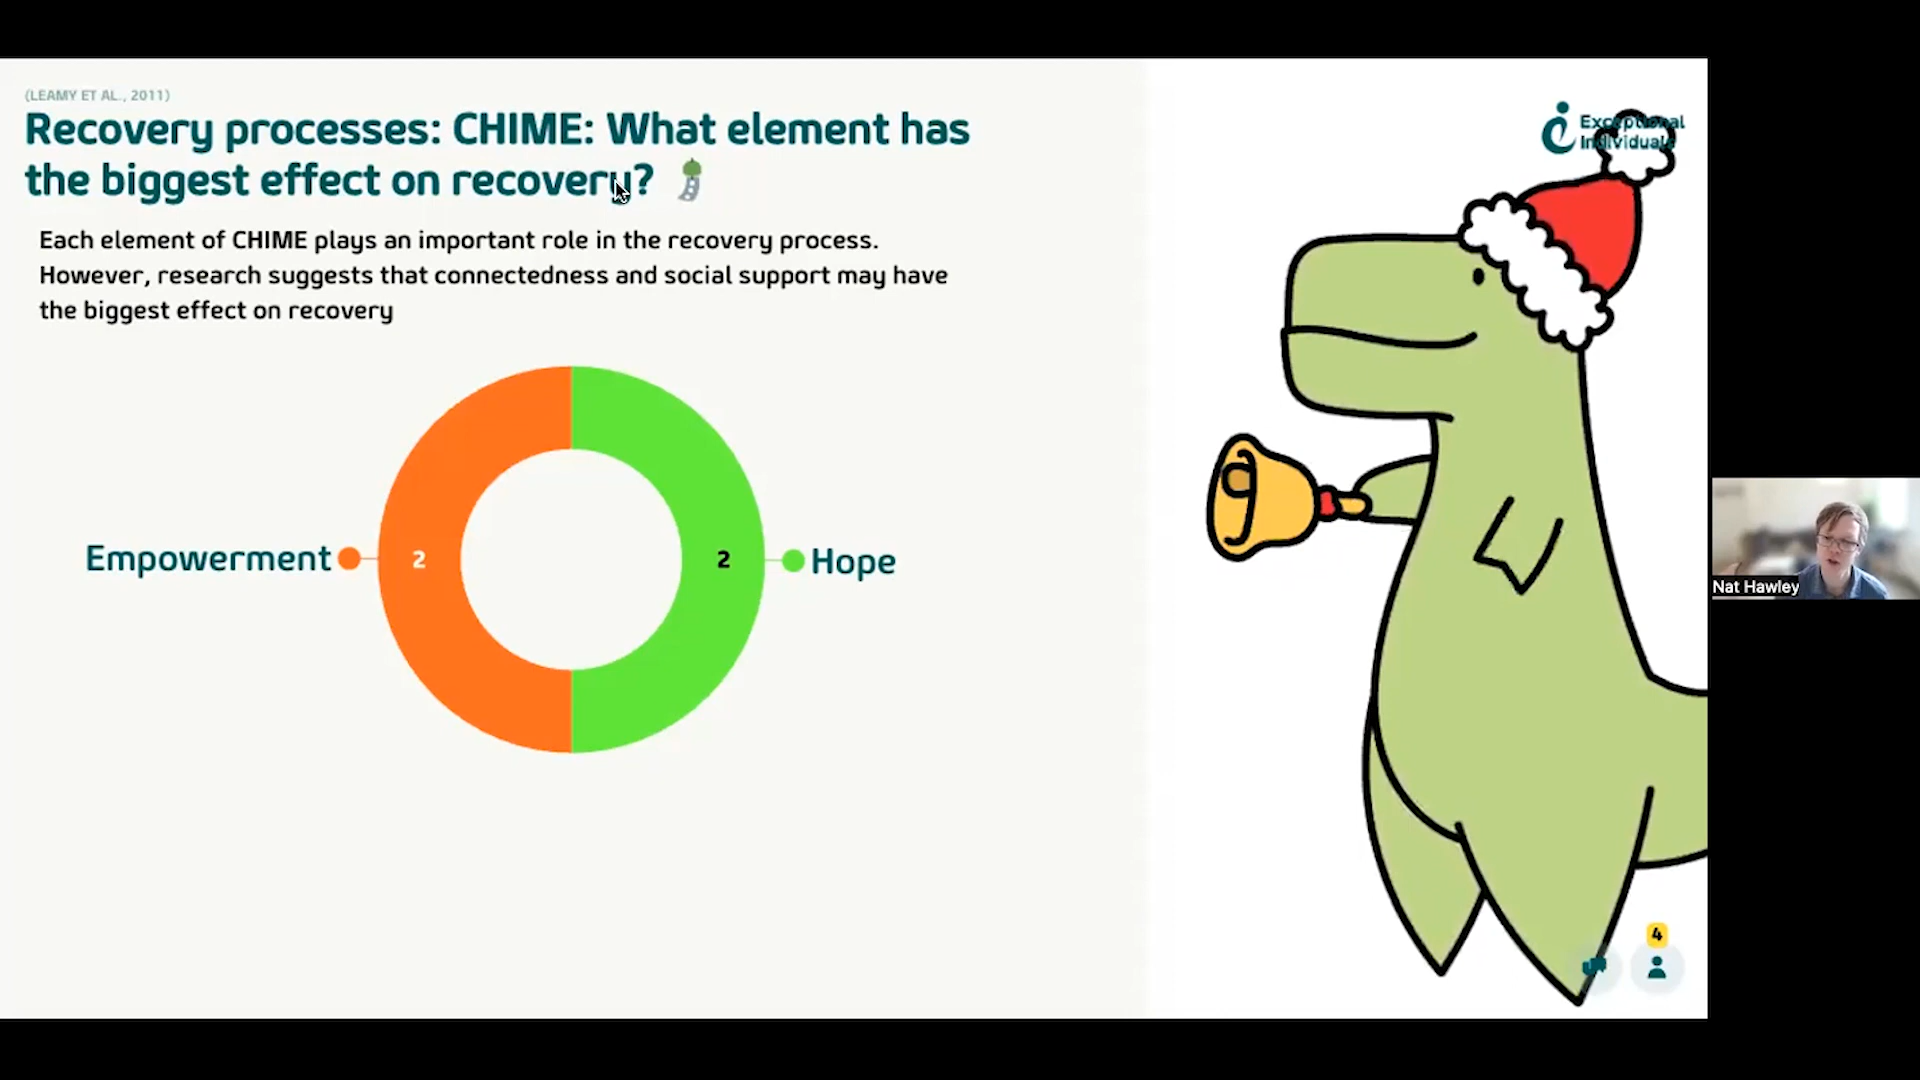 (LEAMY ET AL., 2011)
Recovery processes: CHIME: What element has
the biggest effect on recovery?
Exceptional
Individuals
Each element of CHIME plays an important role in the recovery process.
However, research suggests that connectedness and social support may have
the biggest effect on recovery
Empowerment
2
2
Hope
Nat Hawley
4